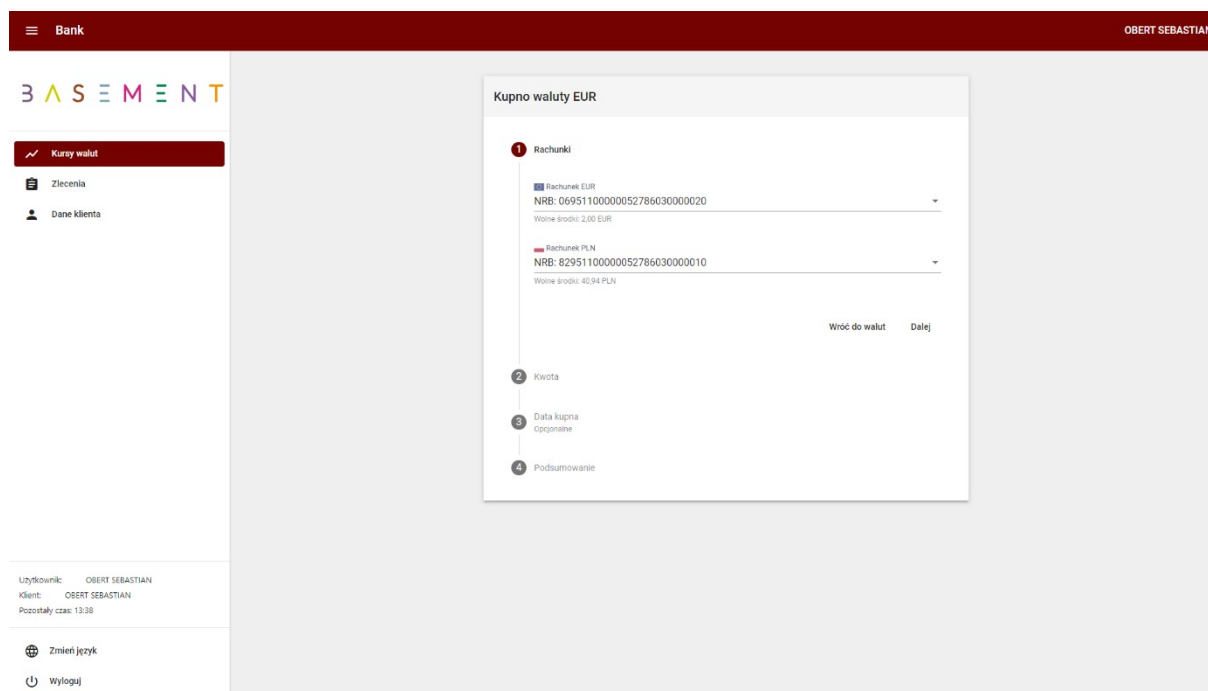 Bank
OBERT SEBASTIAN
BASEMENT
Kursy walut
Zlecenia
Dane klienta
Kupno waluty EUR
1 Rachunki
Rachunek EUR
NRB: 06951100000052786030000020
Wolne środki: 2,00 EUR
Rachunek PLN
NRB: 82951100000052786030000010
Wolne środki: 40,94 PLN
Wróć do walut Dalej
2 Kwota
3 Data kupna
Opcjonalne
4 Podsumowanie
Użytkownik: OBERT SEBASTIAN
Klient: OBERT SEBASTIAN
Pozostały czas: 13:38
Zmień język
Wyloguj